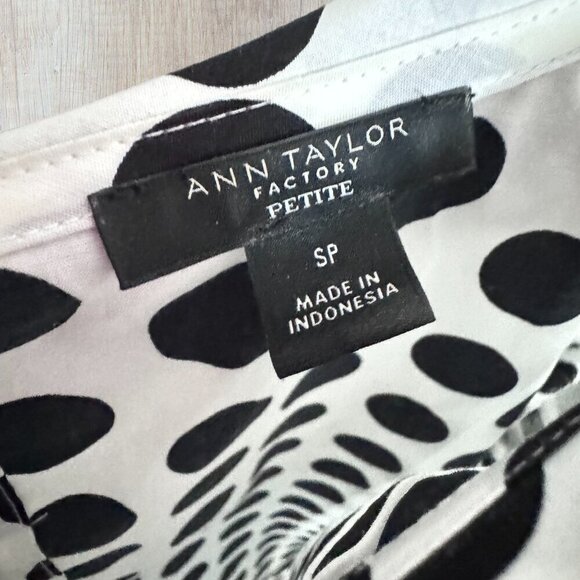 ANN TAYLOR
FACTORY
PETITE
SP
MADE IN
INDONESIA